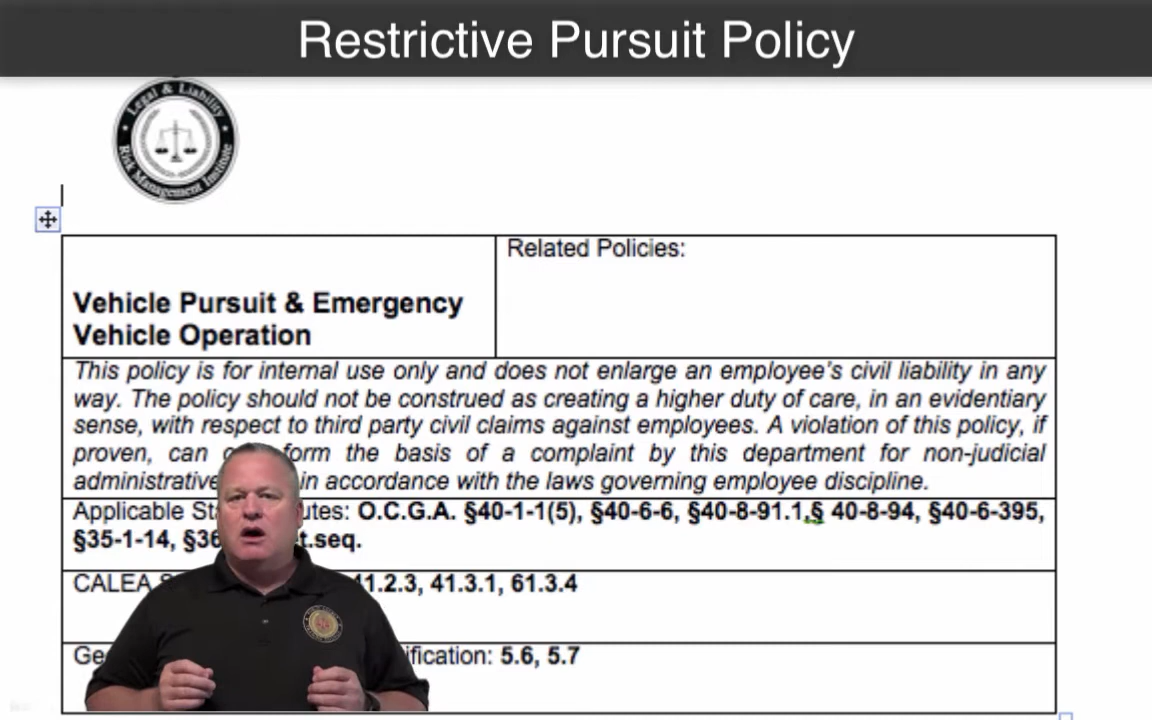 Restrictive Pursuit Policy
Legal & Liability
Risk Management Institute
Related Policies:
Vehicle Pursuit & Emergency
Vehicle Operation
This policy is for internal use only and does not enlarge an employee's civil liability in any
way. The policy should not be construed as creating a higher duty of care, in an evidentiary
sense, with respect to third party civil claims against employees. A violation of this policy, if
proven, can form the basis of a complaint by this department for non-judicial
administrative in accordance with the laws governing employee discipline.
Applicable O.C.G.A. §40-1-1(5), §40-6-6, §40-8-91.1,§ 40-8-94, §40-6-395,
§35-1-14, et.seq.
CALEA 41.2.3, 41.3.1, 61.3.4
5.6, 5.7